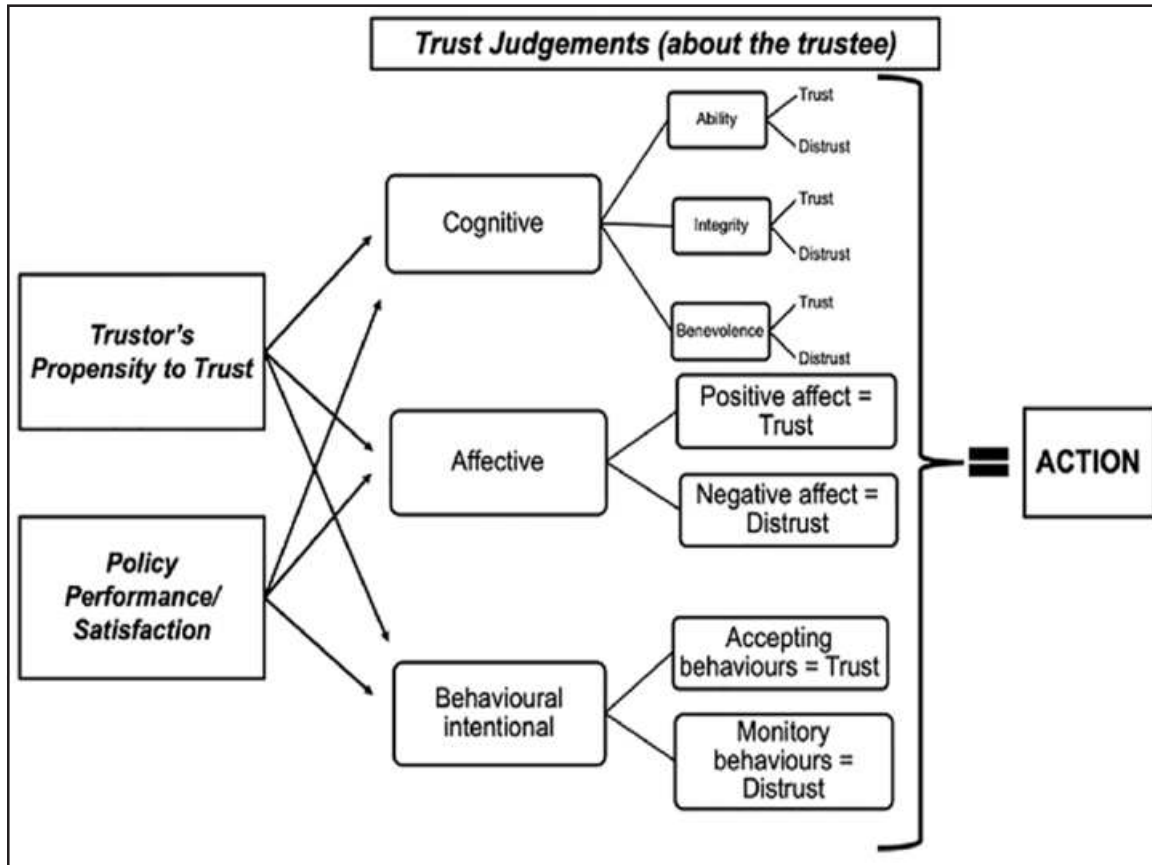 Trust Judgements (about the trustee)
Trustor's
Propensity to Trust
Policy
Performance/
Satisfaction
Cognitive
Ability
Trust
Distrust
Integrity
Trust
Distrust
Benevolence
Trust
Distrust
Affective
Positive affect =
Trust
Negative affect =
Distrust
Behavioural
intentional
Accepting
behaviours = Trust
Monitory
behaviours =
Distrust
=
ACTION